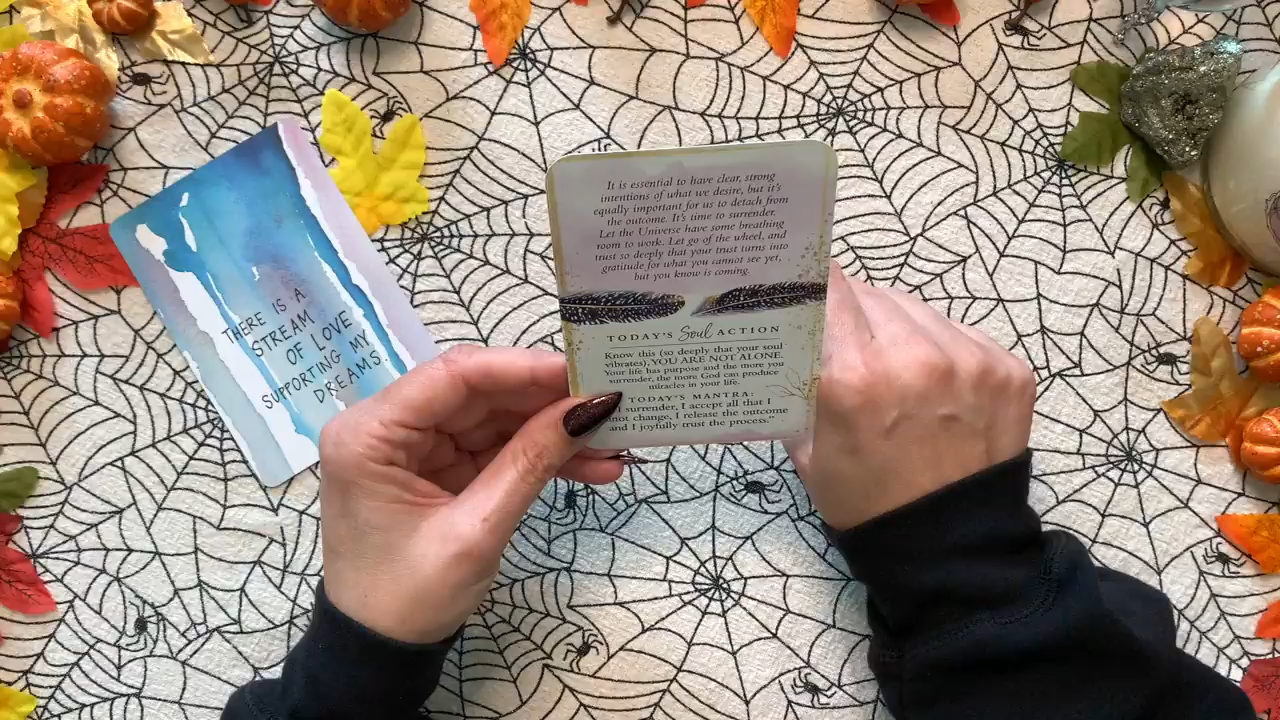 THERE IS A
STREAM
OF LOVE
SUPPORTING MY
DREAMS.
It is essential to have clear, strong
intentions of what we desire, but it's
equally important for us to detach from
the outcome. It's time to surrender.
Let the Universe have some breathing
room to work. Let go of the wheel, and
trust so deeply that your trust turns into
gratitude for what you cannot see yet,
but you know is coming.
TODAY'S Soul ACTION
Know this (so deeply that your soul
vibrates), YOU ARE NOT ALONE.
Your life has purpose and the more you
surrender, the more God can produce
miracles in your life.
TODAY'S MANTRA:
I surrender, I accept all that I
not change, I release the outcome
and I joyfully trust the process."